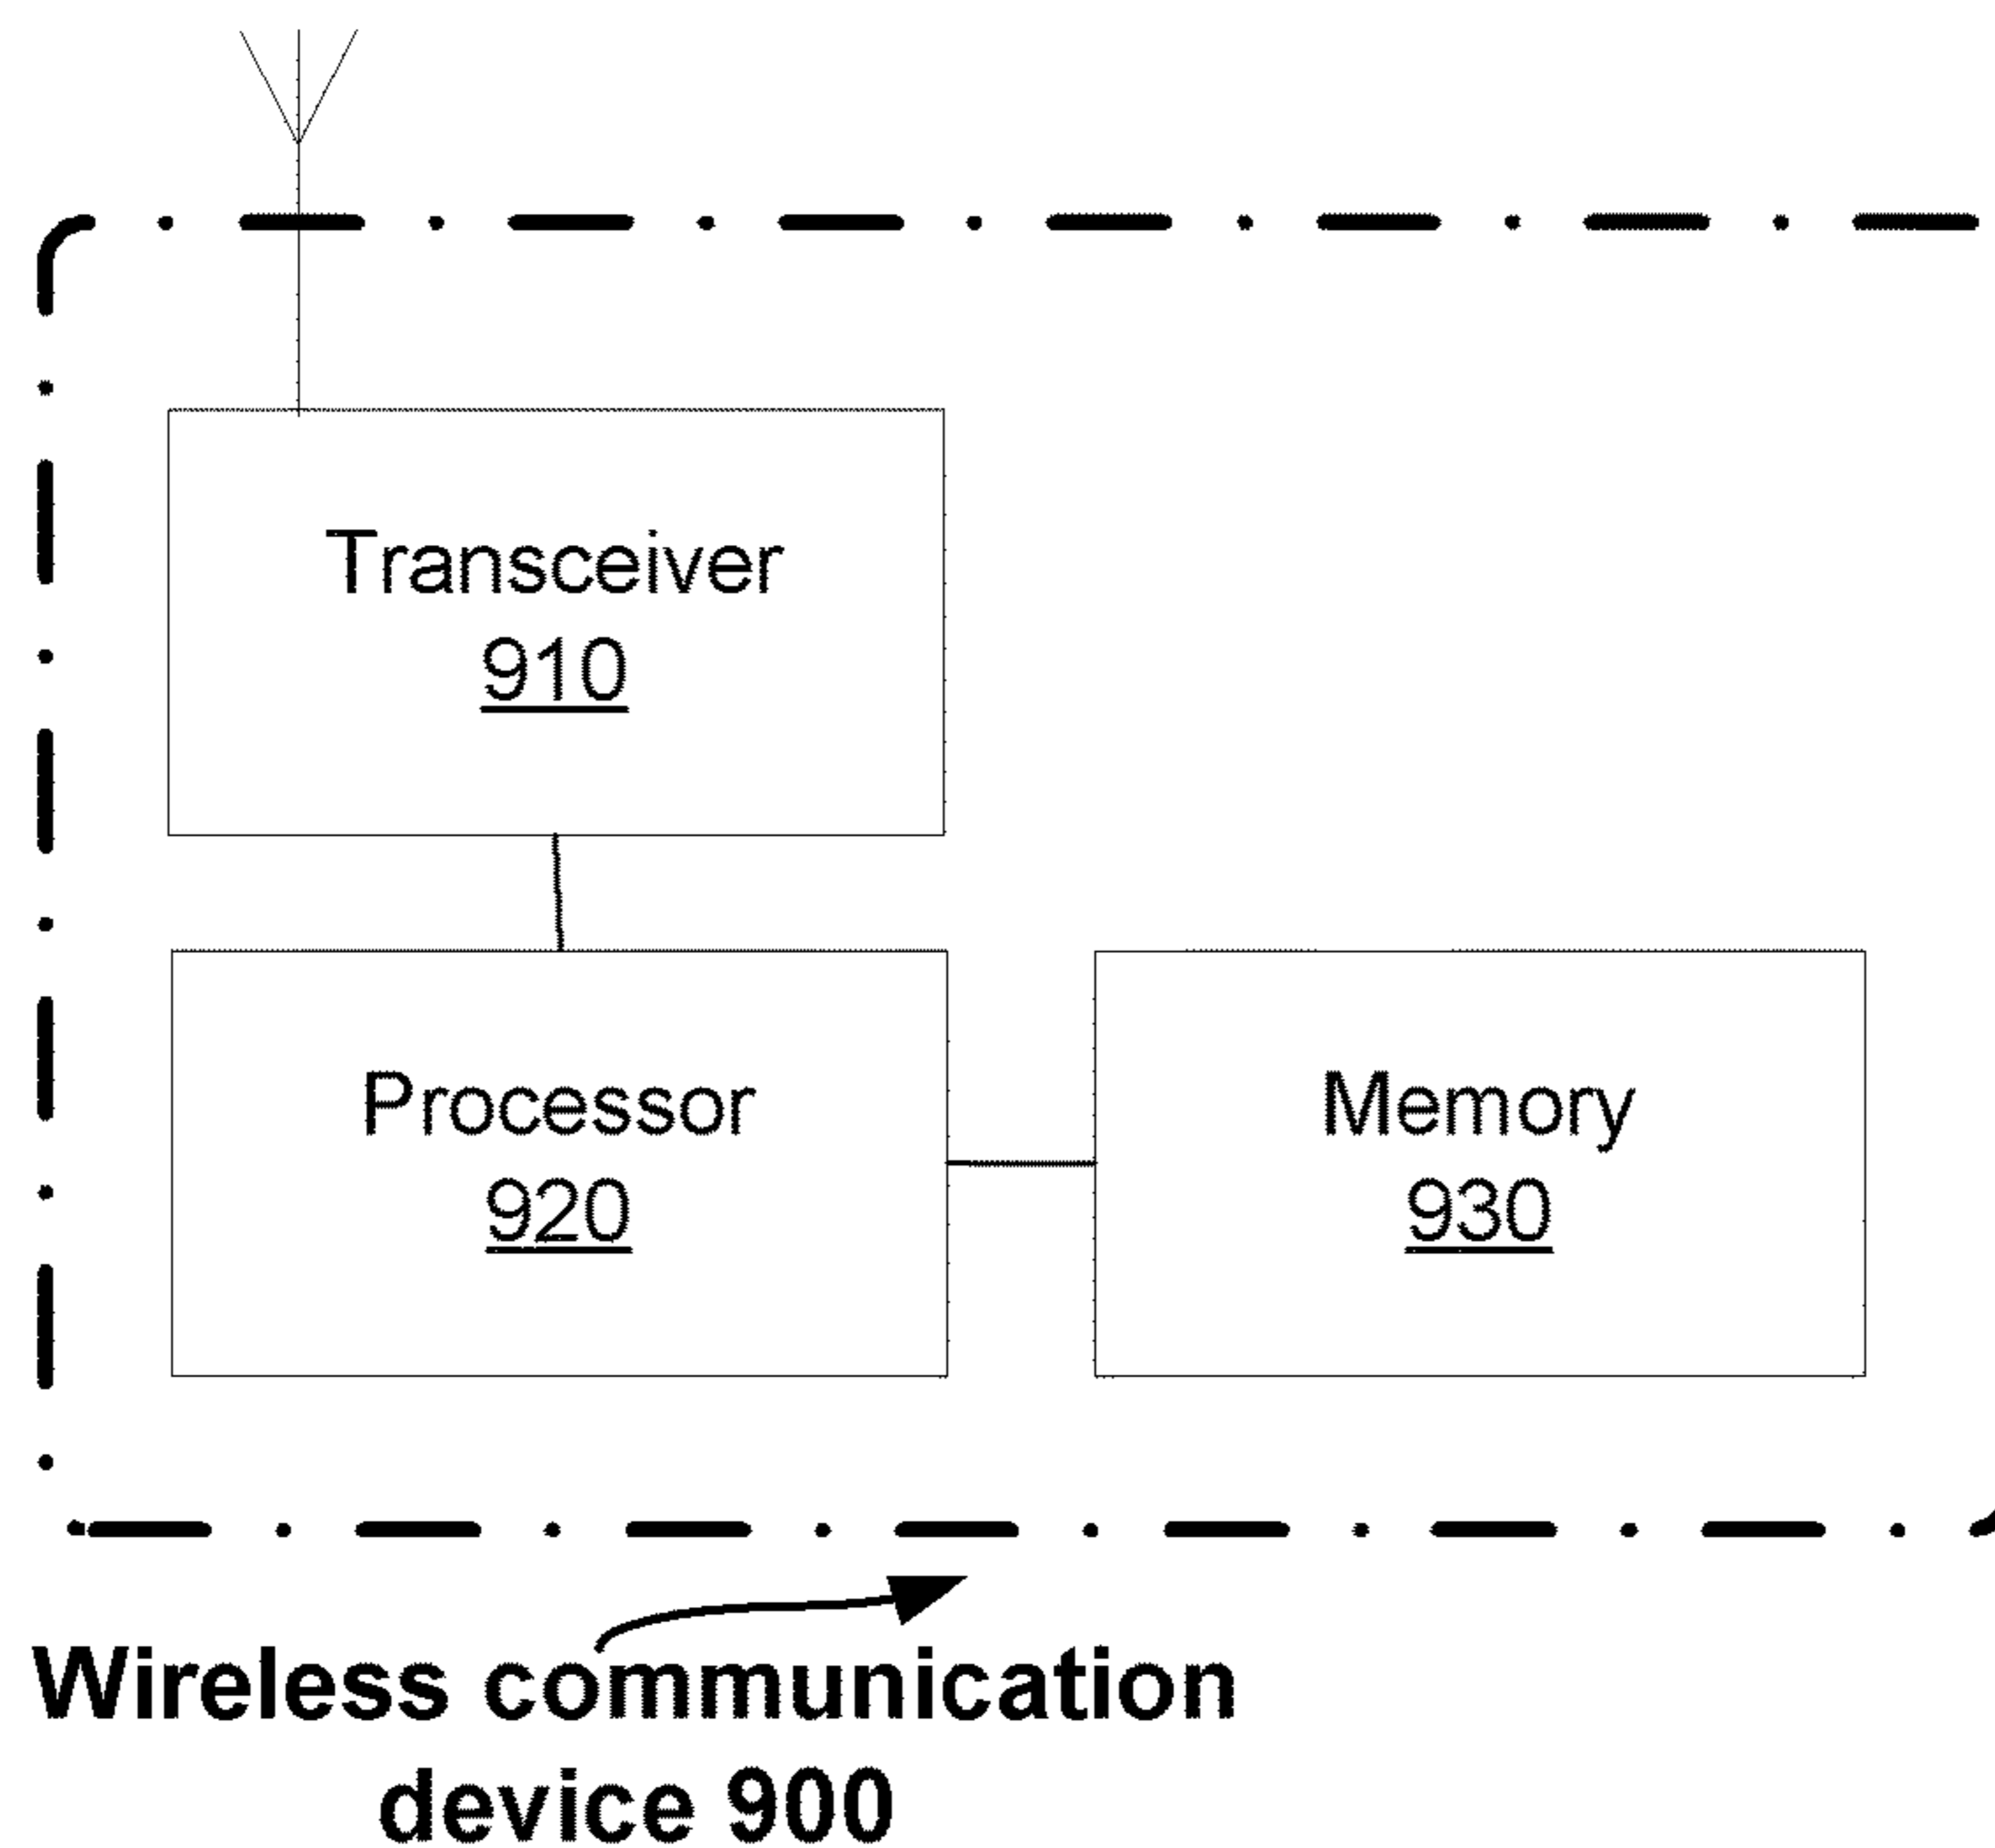 Transceiver
910
Processor
920
Memory
930
Wireless communication
device 900